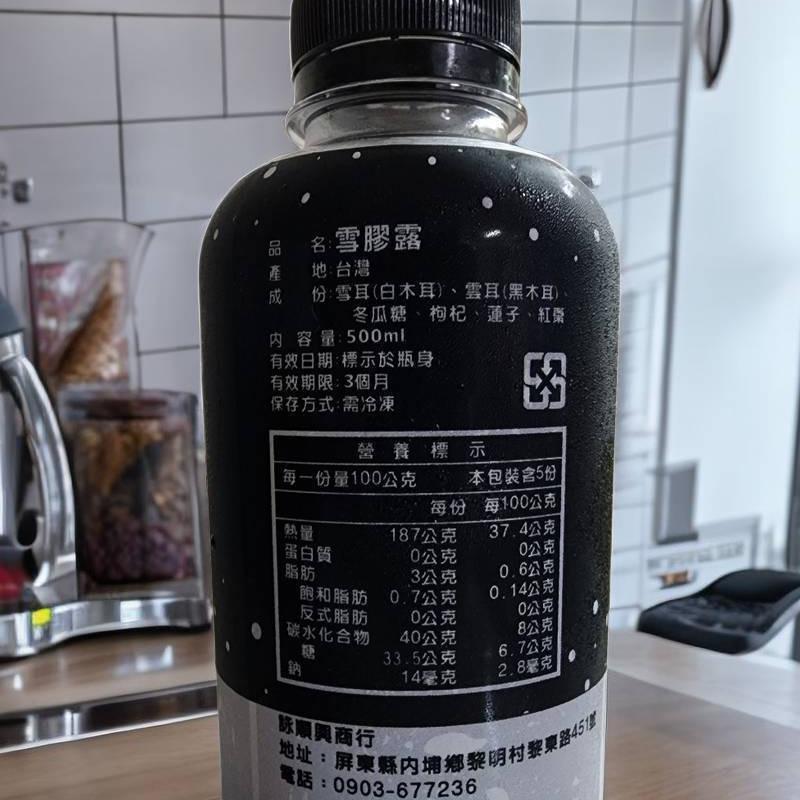 品 名:雪膠露
產 地:台灣
成 份:雪耳(白木耳)、雲耳(黑木耳)、
冬瓜糖、枸杞、蓮子、紅棗
內 容 量:500ml
有效日期:標示於瓶身
有效期限:3個月
保存方式:需冷凍
營養標示
每一份量100公克 本包裝含5份
每份 每100公克
熱量 187公克 37.4公克
蛋白質 0公克 0公克
脂肪 3公克 0.6公克
飽和脂肪 0.7公克 0.14公克
反式脂肪 0公克 0公克
碳水化合物 40公克 8公克
糖 33.5公克 6.7公克
鈉 14毫克 2.8毫克
詠順興商行
地址:屏東縣內埔鄉黎明村黎東路451號
電話:0903-677236